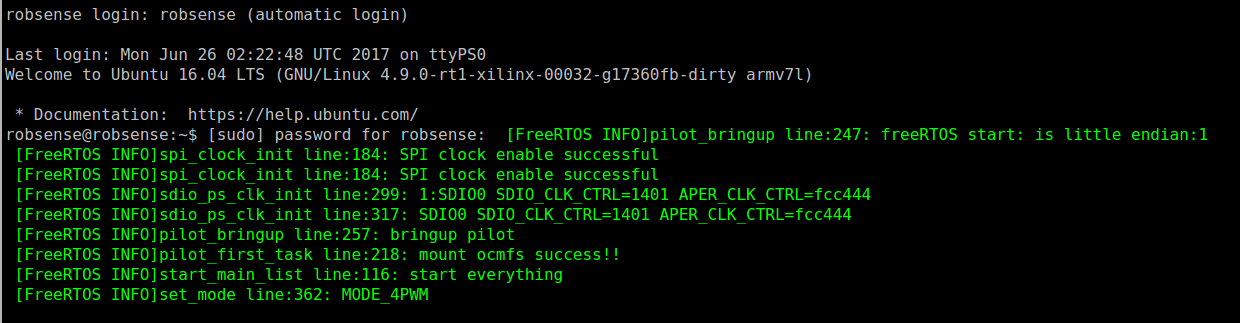 robsense login: robsense (automatic login)
Last login: Mon Jun 26 02:22:48 UTC 2017 on ttyPS0
Welcome to Ubuntu 16.04 LTS (GNU/Linux 4.9.0-rt1-xilinx-00032-g17360fb-dirty armv7l)
 * Documentation:  https://help.ubuntu.com/
robsense@robsense:~$ [sudo] password for robsense:  [FreeRTOS INFO]pilot_bringup line:247: freeRTOS start: is little endian:1
 [FreeRTOS INFO]spi_clock_init line:184: SPI clock enable successful
 [FreeRTOS INFO]spi_clock_init line:184: SPI clock enable successful
 [FreeRTOS INFO]sdio_ps_clk_init line:299: 1:SDIO0 SDIO_CLK_CTRL=1401 APER_CLK_CTRL=fcc444
 [FreeRTOS INFO]sdio_ps_clk_init line:317: SDIO0 SDIO_CLK_CTRL=1401 APER_CLK_CTRL=fcc444
 [FreeRTOS INFO]pilot_bringup line:257: bringup pilot
 [FreeRTOS INFO]pilot_first_task line:218: mount ocmfs success!!
 [FreeRTOS INFO]start_main_list line:116: start everything
 [FreeRTOS INFO]set_mode line:362: MODE_4PWM